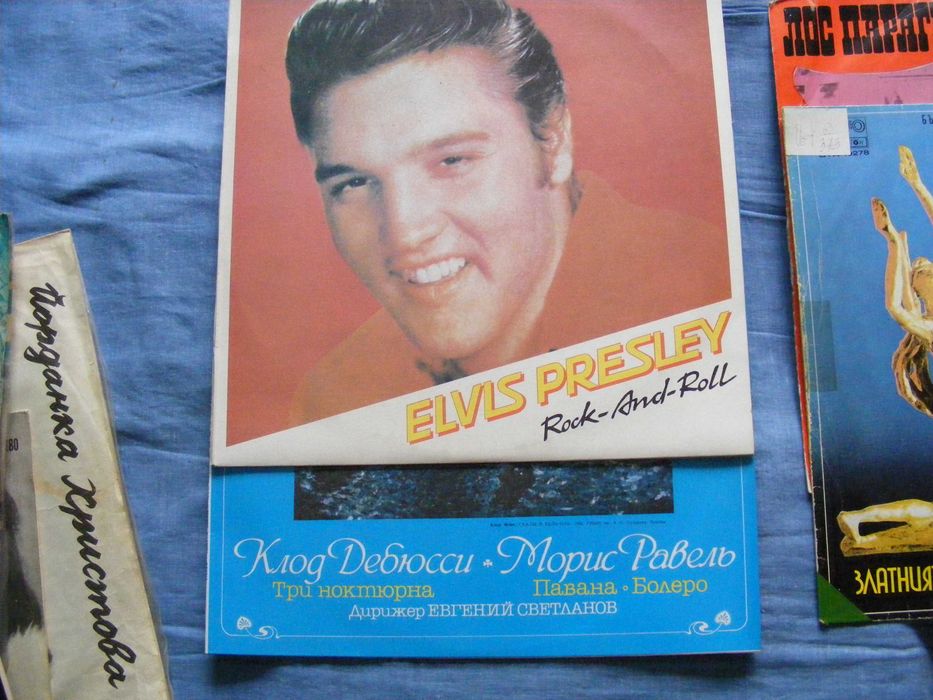 ELVIS PRESLEY
Rock-And-Roll
Клод Дебюсси • Морис Равель
Три ноктюрна
Павана • Болеро
Дирижер ЕВГЕНИЙ СВЕТЛАНОВ
Йорданка Христова
ЛОС ПАРАГ
ЗЛАТНИЯ